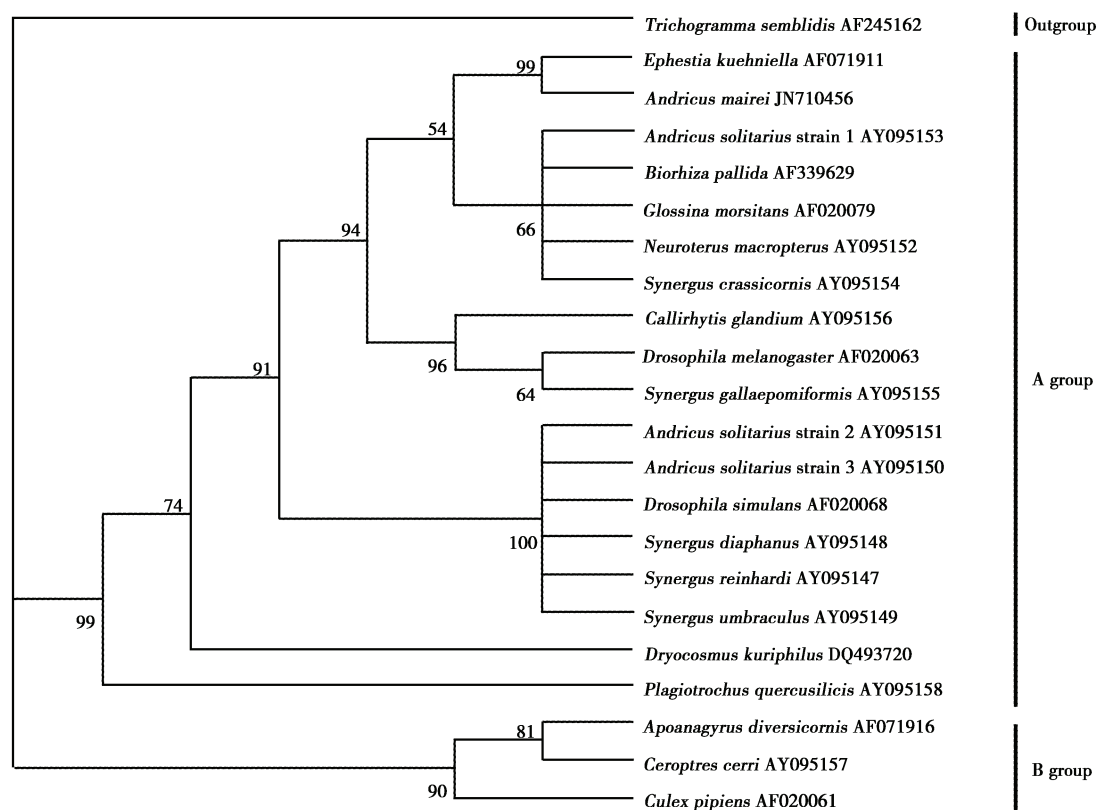 Trichogramma semblidis AF245162
Outgroup
Ephestia kuehniella AF071911
99
Andricus mairei JN710456
54
Andricus solitarius strain 1 AY095153
Biorhiza pallida AF339629
Glossina morsitans AF020079
66
94
Neuroterus macropterus AY095152
Synergus crassicornis AY095154
Callirhytis glandium AY095156
Drosophila melanogaster AF020063
96
91
A group
64
Synergus gallaepomiformis AY095155
Andricus solitarius strain 2 AY095151
Andricus solitarius strain 3 AY095150
74
Drosophila simulans AF020068
100
Synergus diaphanus AY095148
Synergus reinhardi AY095147
Synergus umbraculus AY095149
99
Dryocosmus kuriphilus DQ493720
Plagiotrochus quercusilicis AY095158
Apoanagyrus diversicornis AF071916
81
Ceroptres cerri AY095157
B group
90
Culex pipiens AF020061